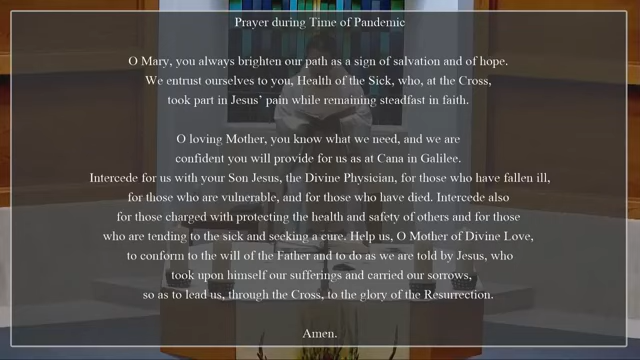 Prayer during Time of Pandemic
O Mary, you always brighten our path as a sign of salvation and of hope.
We entrust ourselves to you, Health of the Sick, who, at the Cross,
took part in Jesus’ pain while remaining steadfast in faith.
O loving Mother, you know what we need, and we are
confident you will provide for us as at Cana in Galilee.
Intercede for us with your Son Jesus, the Divine Physician, for those who have fallen ill,
for those who are vulnerable, and for those who have died. Intercede also
for those charged with protecting the health and safety of others and for those
who are tending to the sick and seeking a cure. Help us, O Mother of Divine Love,
to conform to the will of the Father and to do as we are told by Jesus, who
took upon himself our sufferings and carried our sorrows,
so as to lead us, through the Cross, to the glory of the Resurrection.
Amen.